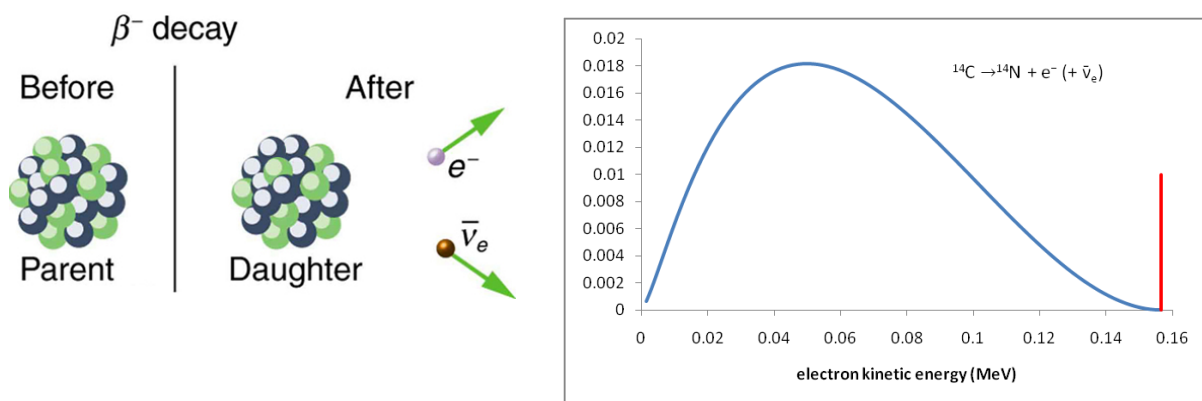 β⁻ decay
Before
After
e⁻
ν̅ₑ
Parent
Daughter
0.02
0.018
0.016
0.014
0.012
0.01
0.008
0.006
0.004
0.002
0
¹⁴C →¹⁴N + e⁻ (+ ν̅ₑ)
0 0.02 0.04 0.06 0.08 0.1 0.12 0.14 0.16
electron kinetic energy (MeV)